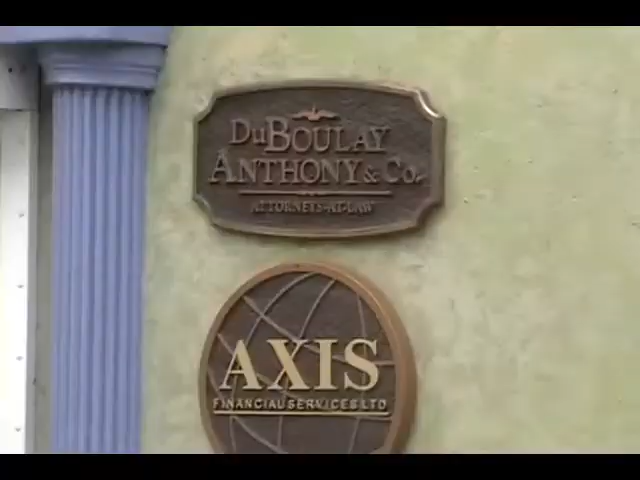 DuBOULAY
ANTHONY & Co.
ATTORNEYS-AT-LAW
AXIS
FINANCIAL SERVICES LTD